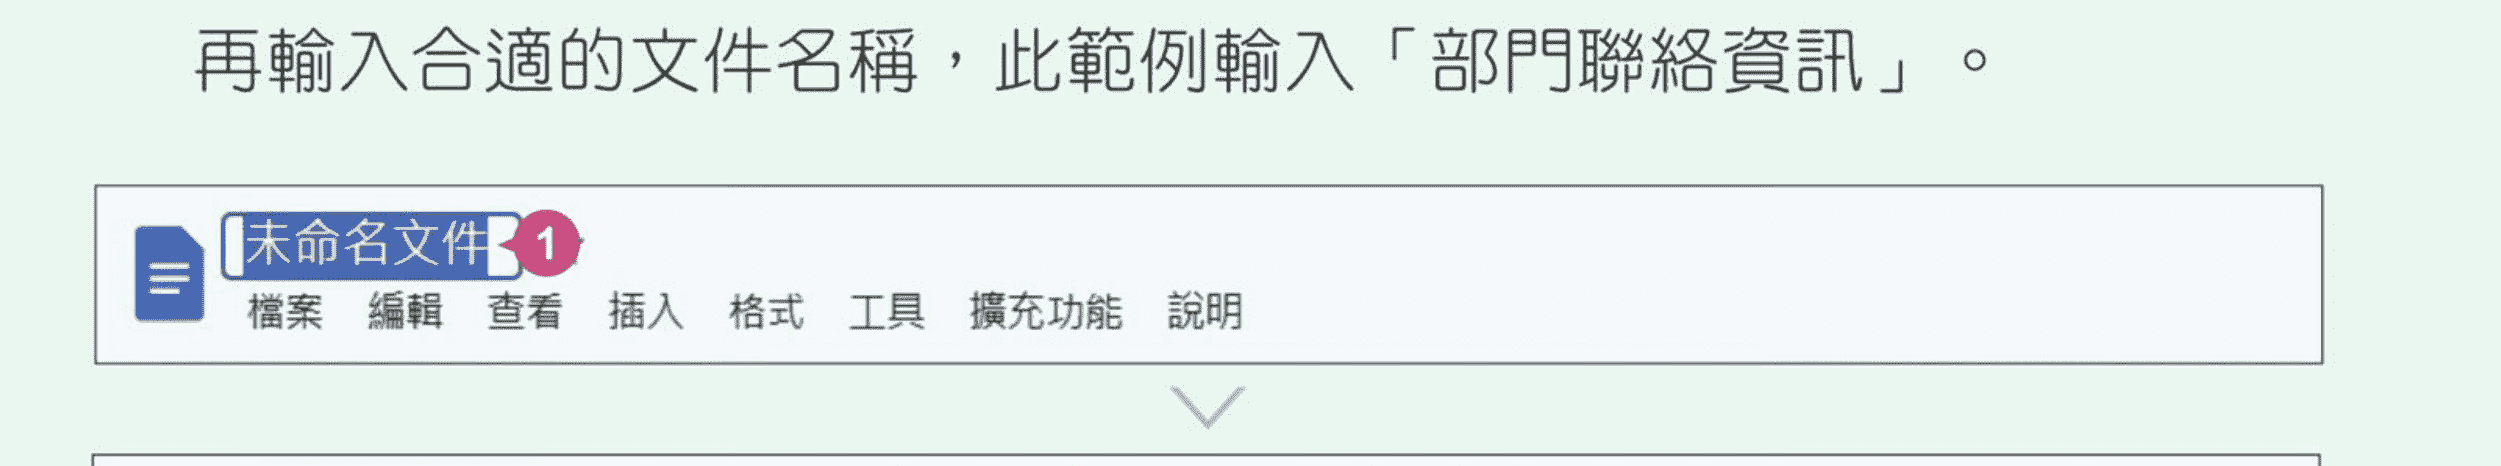 再輸入合適的文件名稱，此範例輸入「部門聯絡資訊」。
未命名文件 1
檔案 編輯 查看 插入 格式 工具 擴充功能 說明